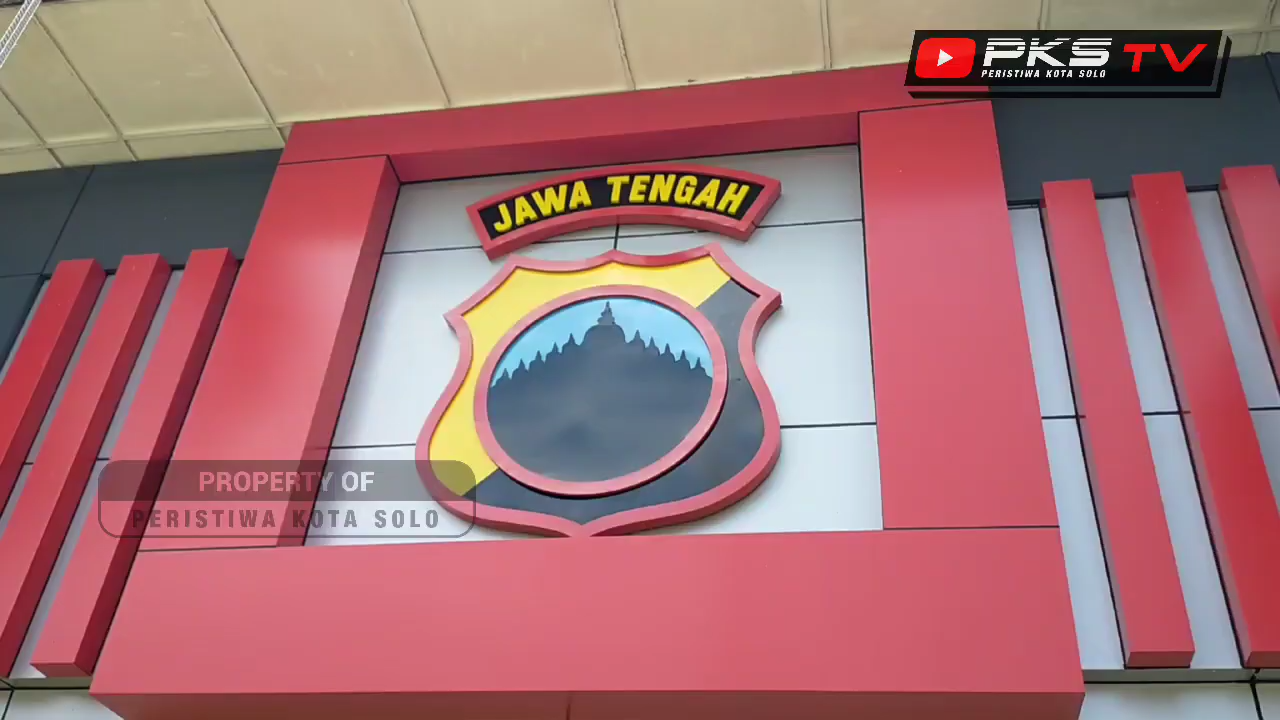 PKS TV
PERISTIWA KOTA SOLO
JAWA TENGAH
PROPERTY OF
PERISTIWA KOTA SOLO